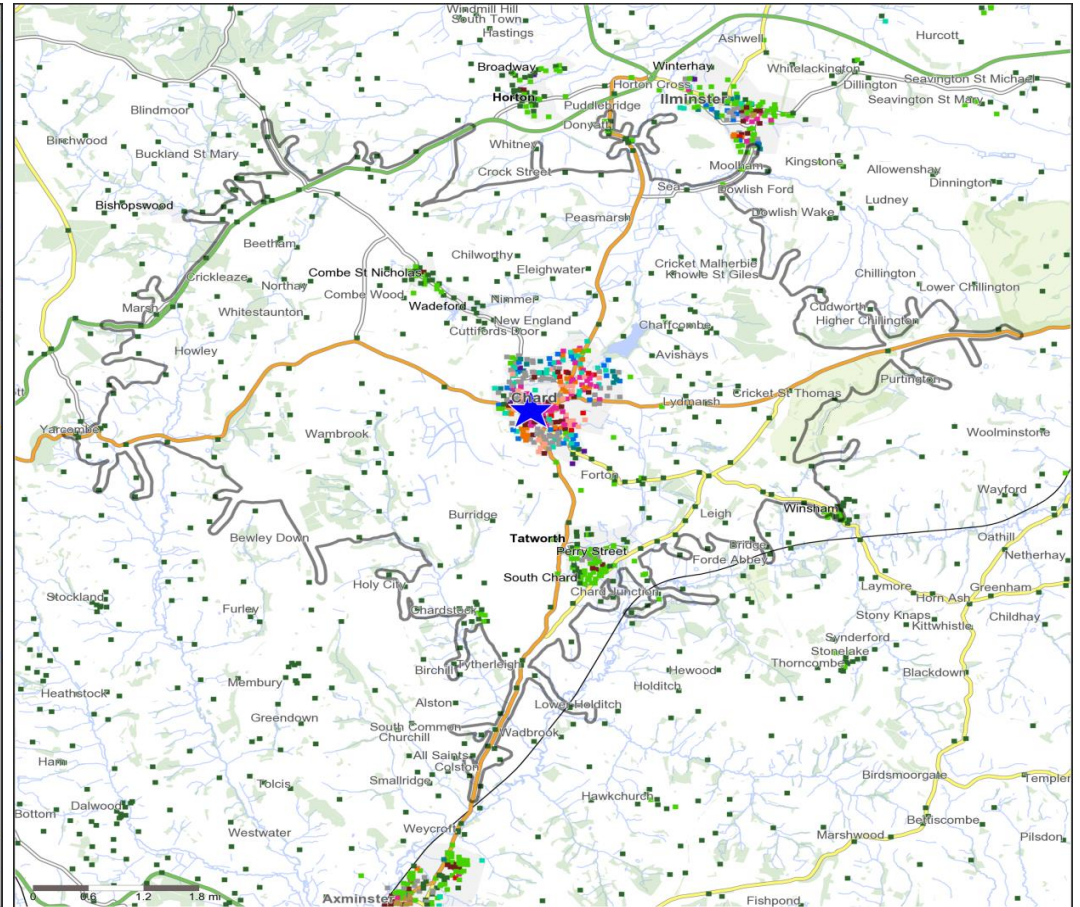 Windmill Hill
South Town
Hastings
Ashwell
Hurcott
Broadway
Winterhay
Whitelackington
Horton
Horton Cross
Dillington
Seavington St Michael
Puddlebridge
Ilminster
Seavington St Mary
Blindmoor
Donyatt
Birchwood
Whitney
Buckland St Mary
Crock Street
Moolham
Kingstone
Allowenshay
Sea
Dowlish Ford
Dinnington
Bishopswood
Peasmarsh
Dowlish Wake
Ludney
Beetham
Chilworthy
Cricket Malherbie
Combe St Nicholas
Eleighwater
Knowle St Giles
Chillington
Crickleaze
Northay
Combe Wood
Nimmer
Lower Chillington
Marsh
Whitestaunton
Wadeford
New England
Cudworth
Cuttifords Door
Chaffcombe
Higher Chillington
Howley
Avishays
Purtington
Chard
Lydmarsh
Cricket St Thomas
Yarcombe
Wambrook
Woolminstone
Forton
Wayford
Burridge
Leigh
Winsham
Bewley Down
Tatworth
Perry Street
Bridge
Oathill
Forde Abbey
Netherhay
Holy City
South Chard
Chard Junction
Laymore
Greenham
Stockland
Furley
Chardstock
Horn Ash
Stony Knaps
Childhay
Kittwhistle
Synderford
Stonelake
Birchill
Tytherleigh
Hewood
Thorncombe
Blackdown
Heathstock
Membury
Holditch
Alston
Lower Holditch
Greendown
South Common
Churchill
Wadbrook
Ham
All Saints
Colston
Birdsmoorgate
Tolcis
Smallridge
Templer
Hawkchurch
Bottom
Dalwood
Bettiscombe
Westwater
Weycroft
Marshwood
Pilsdon
0 0.6 1.2 1.8 mi
Axminster
Fishpond